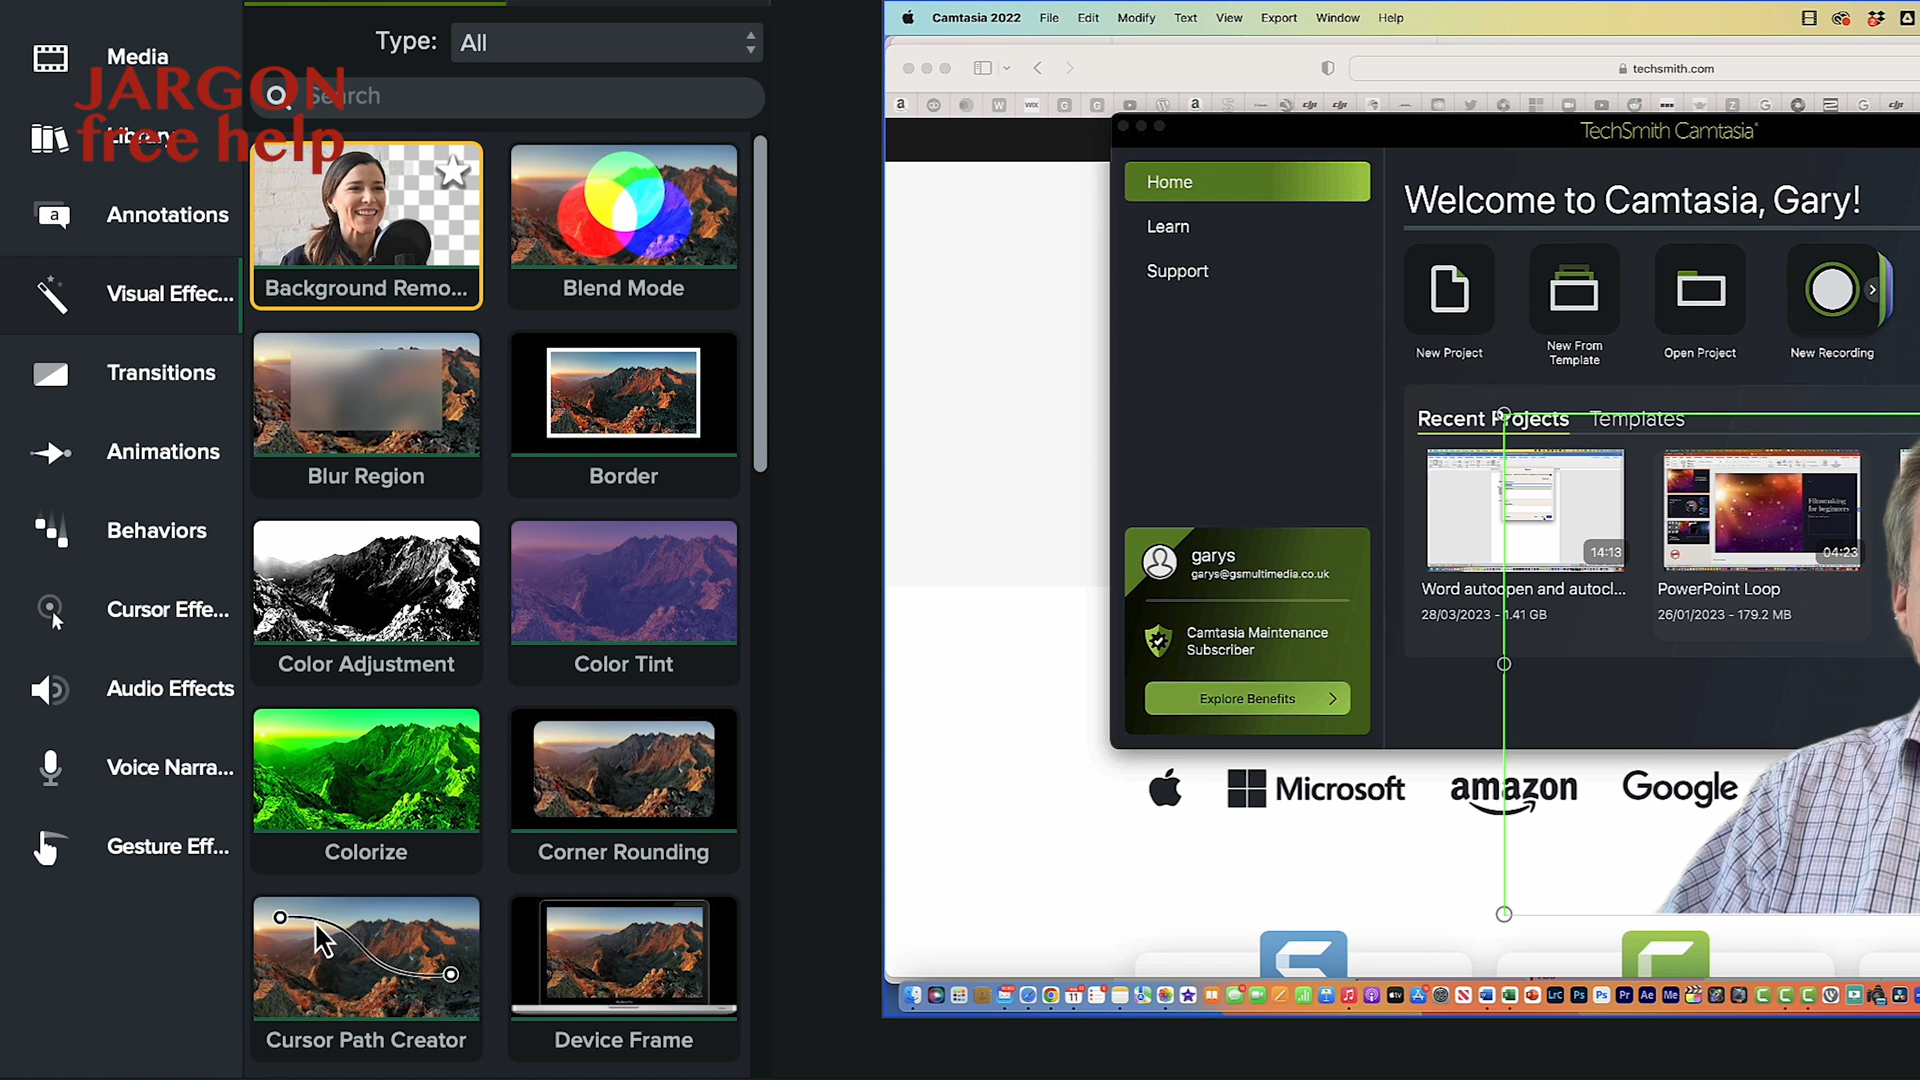 Media
Library
Annotations
Visual Effec...
Transitions
Animations
Behaviors
Cursor Effe...
Audio Effects
Voice Narra...
Gesture Eff...
JARGON
free help
Type: All
Search
Background Remo...
Blend Mode
Blur Region
Border
Color Adjustment
Color Tint
Colorize
Corner Rounding
Cursor Path Creator
Device Frame
Camtasia 2022 File Edit Modify Text View Export Window Help
techsmith.com
TechSmith Camtasia
Home
Learn
Support
Welcome to Camtasia, Gary!
New Project
New From
Template
Open Project
New Recording
Recent Projects Templates
Filmmaking
for beginners
14:13
04:23
Word autoopen and autocl...
28/03/2023 - 1.41 GB
PowerPoint Loop
26/01/2023 - 179.2 MB
garys
garys@gsmultimedia.co.uk
Camtasia Maintenance
Subscriber
Explore Benefits
Microsoft amazon Google